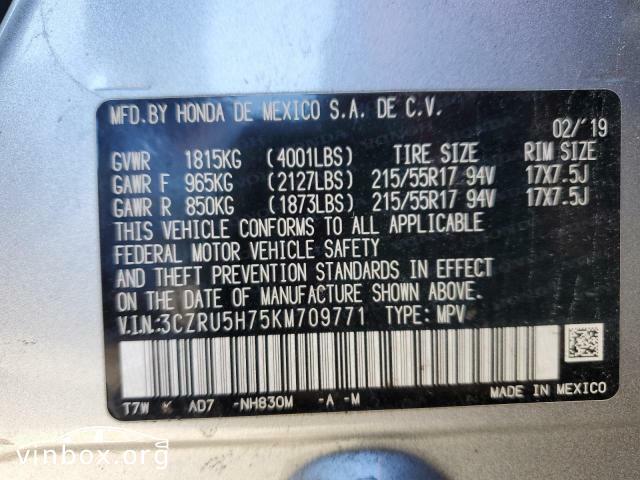 MFD.BY HONDA DE MEXICO S.A. DE C.V.
02/'19
GVWR 1815KG (4001LBS) TIRE SIZE RIM SIZE
GAWR F 965KG (2127LBS) 215/55R17 94V 17X7.5J
GAWR R 850KG (1873LBS) 215/55R17 94V 17X7.5J
THIS VEHICLE CONFORMS TO ALL APPLICABLE
FEDERAL MOTOR VEHICLE SAFETY
AND THEFT PREVENTION STANDARDS IN EFFECT
ON THE DATE OF MANUFACTURE SHOWN ABOVE.
V.I.N.:3CZRU5H75KM709771 TYPE: MPV
T7W K AD7 -NH830M -A -M
MADE IN MEXICO
vinbox.org